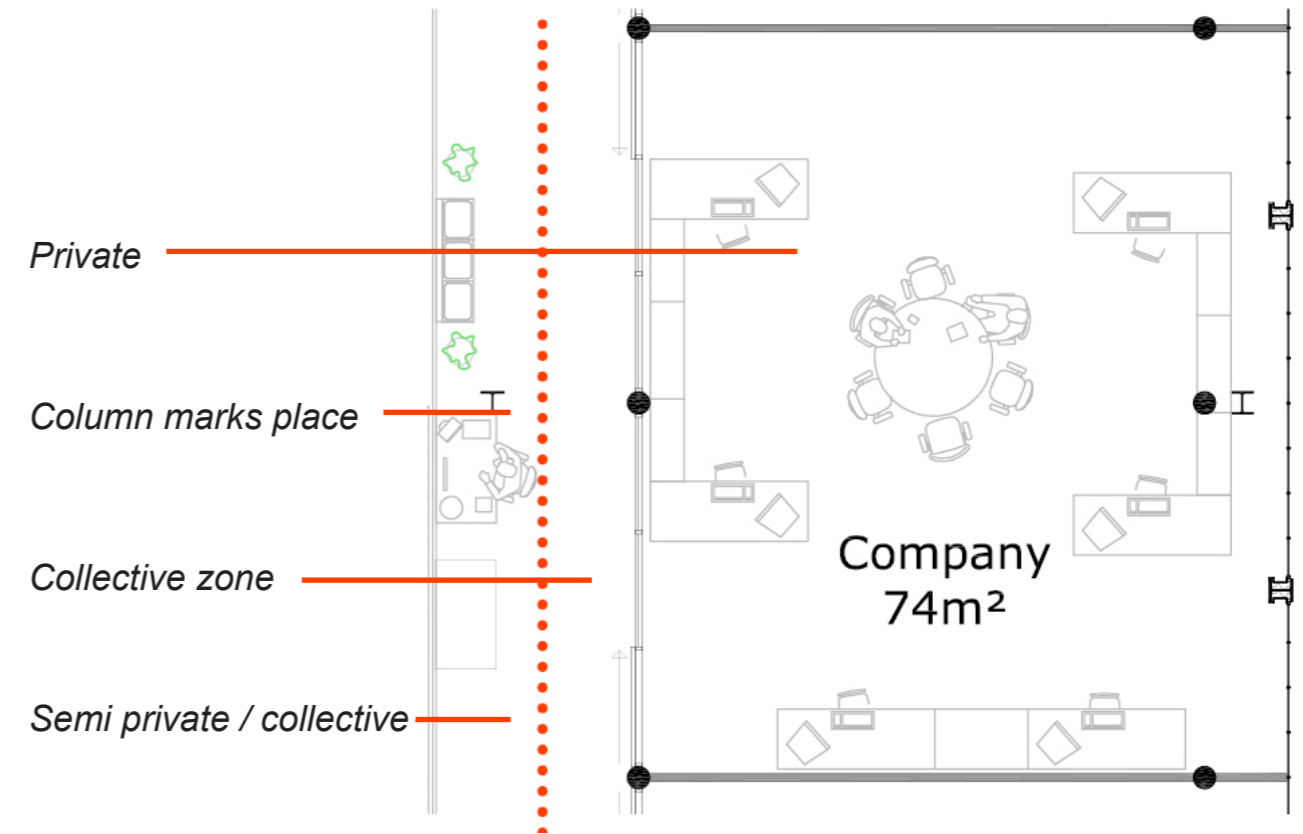 Private
Column marks place
Collective zone
Semi private / collective
Company
74m²